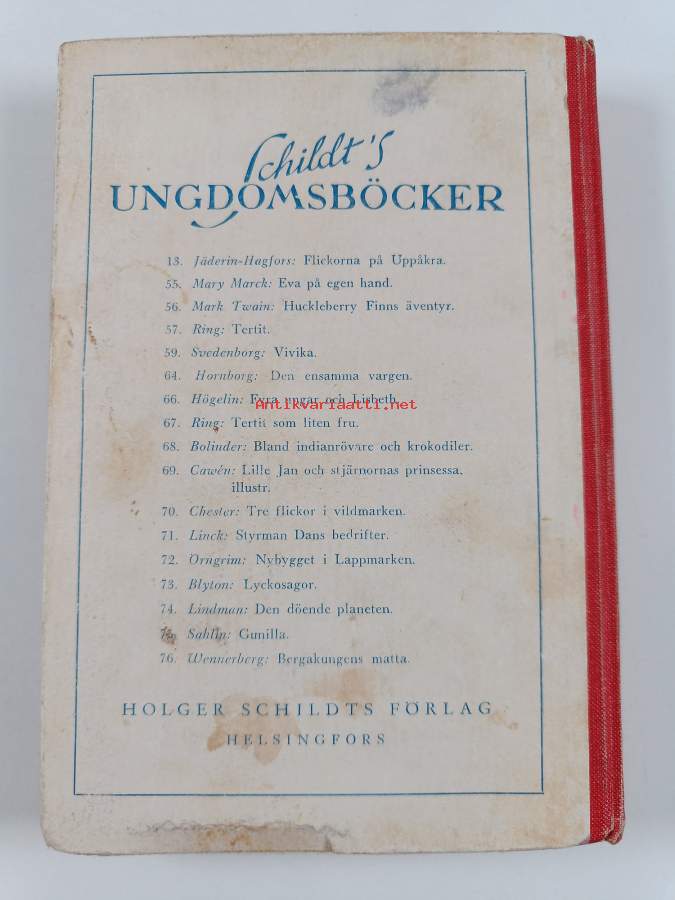 Schildt's
UNGDOMSBÖCKER
13. Jäderin-Hagfors: Flickorna på Uppåkra.
55. Mary Marck: Eva på egen hand.
56. Mark Twain: Huckleberry Finns äventyr.
57. Ring: Tertit.
59. Svedenborg: Vivika.
64. Hornborg: Den ensamma vargen.
66. Högelin: Fyra ungar och Lisbeth.
Antikvariaatti.net
67. Ring: Tertit som liten fru.
68. Bolinder: Bland indianrövare och krokodiler.
69. Cawén: Lille Jan och stjärnornas prinsessa,
illustr.
70. Chester: Tre flickor i vildmarken.
71. Linck: Styrman Dans bedrifter.
72. Örngrim: Nybygget i Lappmarken.
73. Blyton: Lyckosagor.
74. Lindman: Den döende planeten.
75. Sahlin: Gunilla.
76. Wennerberg: Bergakungens matta.
HOLGER SCHILDTS FÖRLAG
HELSINGFORS